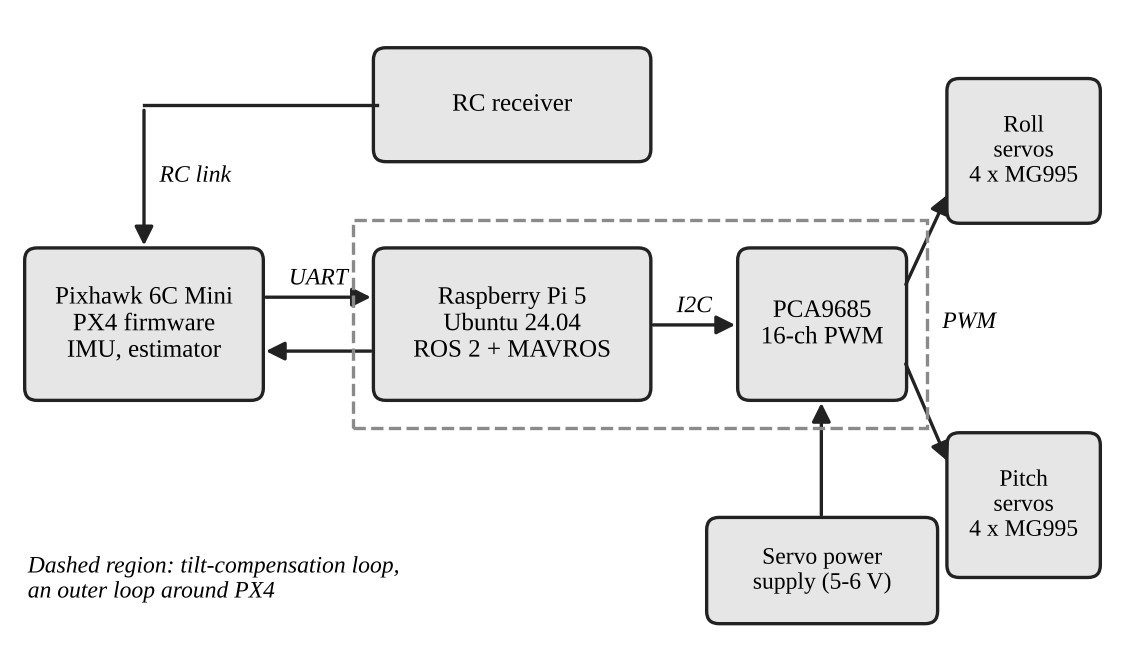 RC receiver
Roll
servos
4 x MG995
RC link
UART
Pixhawk 6C Mini
PX4 firmware
IMU, estimator
Raspberry Pi 5
Ubuntu 24.04
ROS 2 + MAVROS
I2C
PCA9685
16-ch PWM
PWM
Pitch
servos
4 x MG995
Servo power
supply (5-6 V)
Dashed region: tilt-compensation loop,
an outer loop around PX4